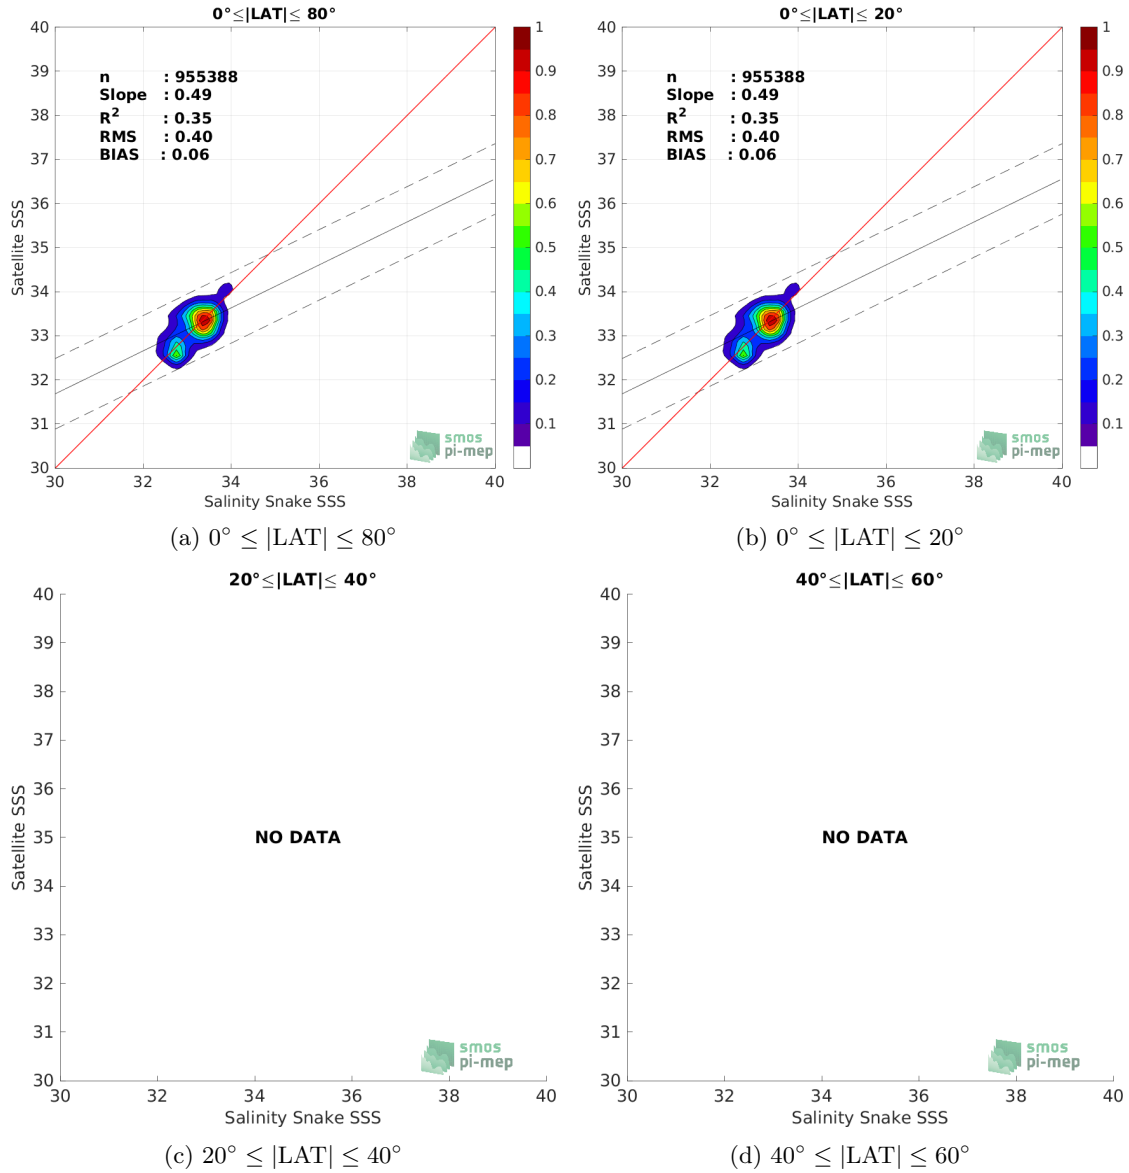 0°≤|LAT|≤ 80°
40
39
38
37
36
35
34
33
32
31
30
Satellite SSS
n : 955388
Slope : 0.49
R² : 0.35
RMS : 0.40
BIAS : 0.06
smos
pi-mep
30 32 34 36 38 40
Salinity Snake SSS
1
0.9
0.8
0.7
0.6
0.5
0.4
0.3
0.2
0.1
(a) 0° ≤ |LAT| ≤ 80°
0°≤|LAT|≤ 20°
40
39
38
37
36
35
34
33
32
31
30
Satellite SSS
n : 955388
Slope : 0.49
R² : 0.35
RMS : 0.40
BIAS : 0.06
smos
pi-mep
30 32 34 36 38 40
Salinity Snake SSS
1
0.9
0.8
0.7
0.6
0.5
0.4
0.3
0.2
0.1
(b) 0° ≤ |LAT| ≤ 20°
20°≤|LAT|≤ 40°
40
39
38
37
36
35
34
33
32
31
30
Satellite SSS
NO DATA
smos
pi-mep
30 32 34 36 38 40
Salinity Snake SSS
(c) 20° ≤ |LAT| ≤ 40°
40°≤|LAT|≤ 60°
40
39
38
37
36
35
34
33
32
31
30
Satellite SSS
NO DATA
smos
pi-mep
30 32 34 36 38 40
Salinity Snake SSS
(d) 40° ≤ |LAT| ≤ 60°